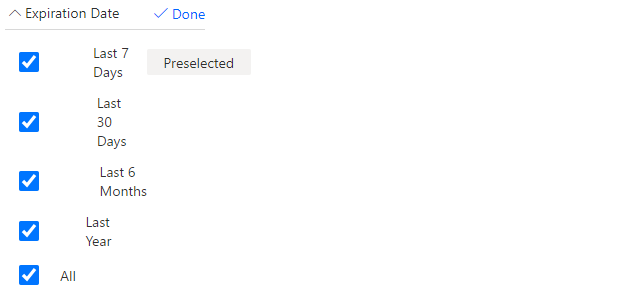 Expiration Date Done
Last 7
Days
Preselected
Last
30
Days
Last 6
Months
Last
Year
All